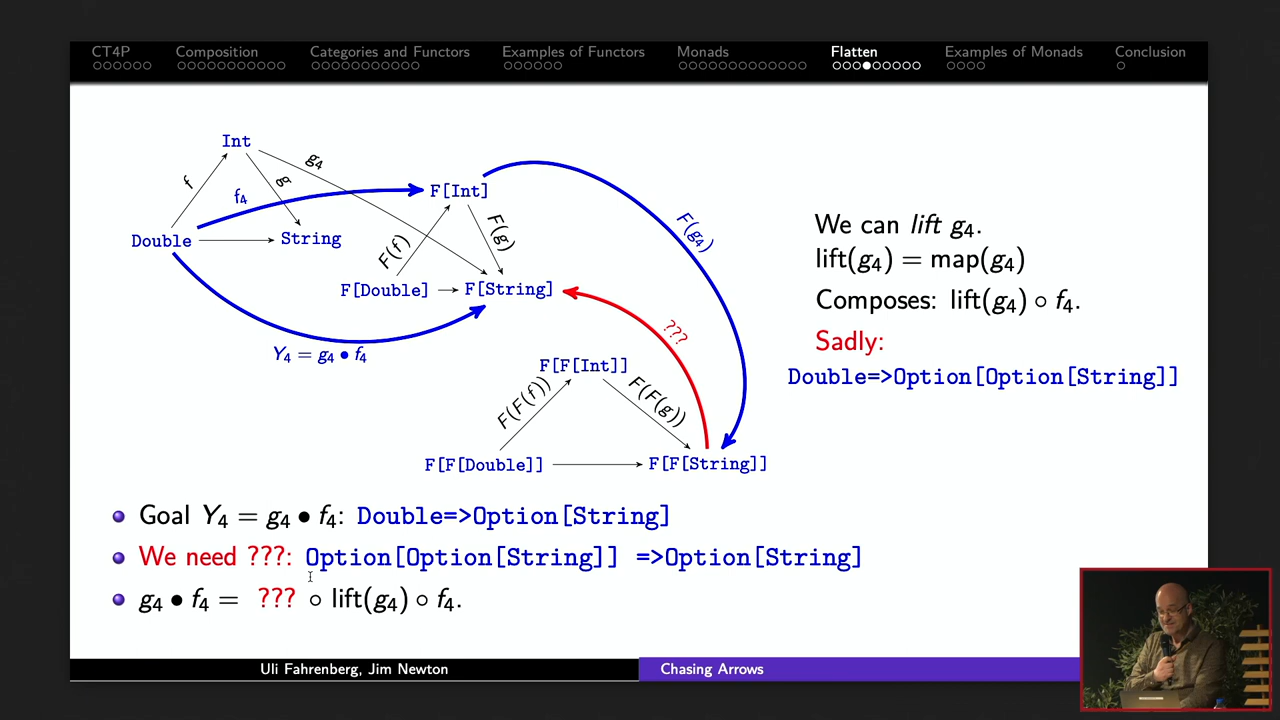 CT4P Composition Categories and Functors Examples of Functors Monads Flatten Examples of Monads Conclusion
Int
f
g
g₄
f₄
Double
String
F[Int]
F(f)
F(g)
F[Double]
F[String]
Y₄ = g₄ • f₄
F(g₄)
???
F[F[Int]]
F(F(f))
F(F(g))
F[F[Double]]
F[F[String]]
We can lift g₄.
lift(g₄) = map(g₄)
Composes: lift(g₄) ∘ f₄.
Sadly:
Double=>Option[Option[String]]
Goal Y₄ = g₄ • f₄: Double=>Option[String]
We need ???: Option[Option[String]] =>Option[String]
g₄ • f₄ = ??? ∘ lift(g₄) ∘ f₄.
Uli Fahrenberg, Jim Newton Chasing Arrows